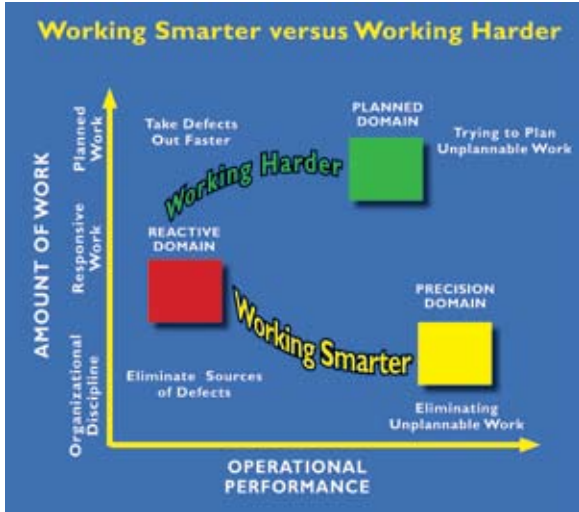 Working Smarter versus Working Harder
PLANNED
DOMAIN
Take Defects
Out Faster
Trying to Plan
Unplannable Work
Working Harder
REACTIVE
DOMAIN
PRECISION
DOMAIN
Working Smarter
Eliminate Sources
of Defects
Eliminating
Unplannable Work
AMOUNT OF WORK
Planned
Work
Responsive
Work
Organizational
Discipline
OPERATIONAL
PERFORMANCE